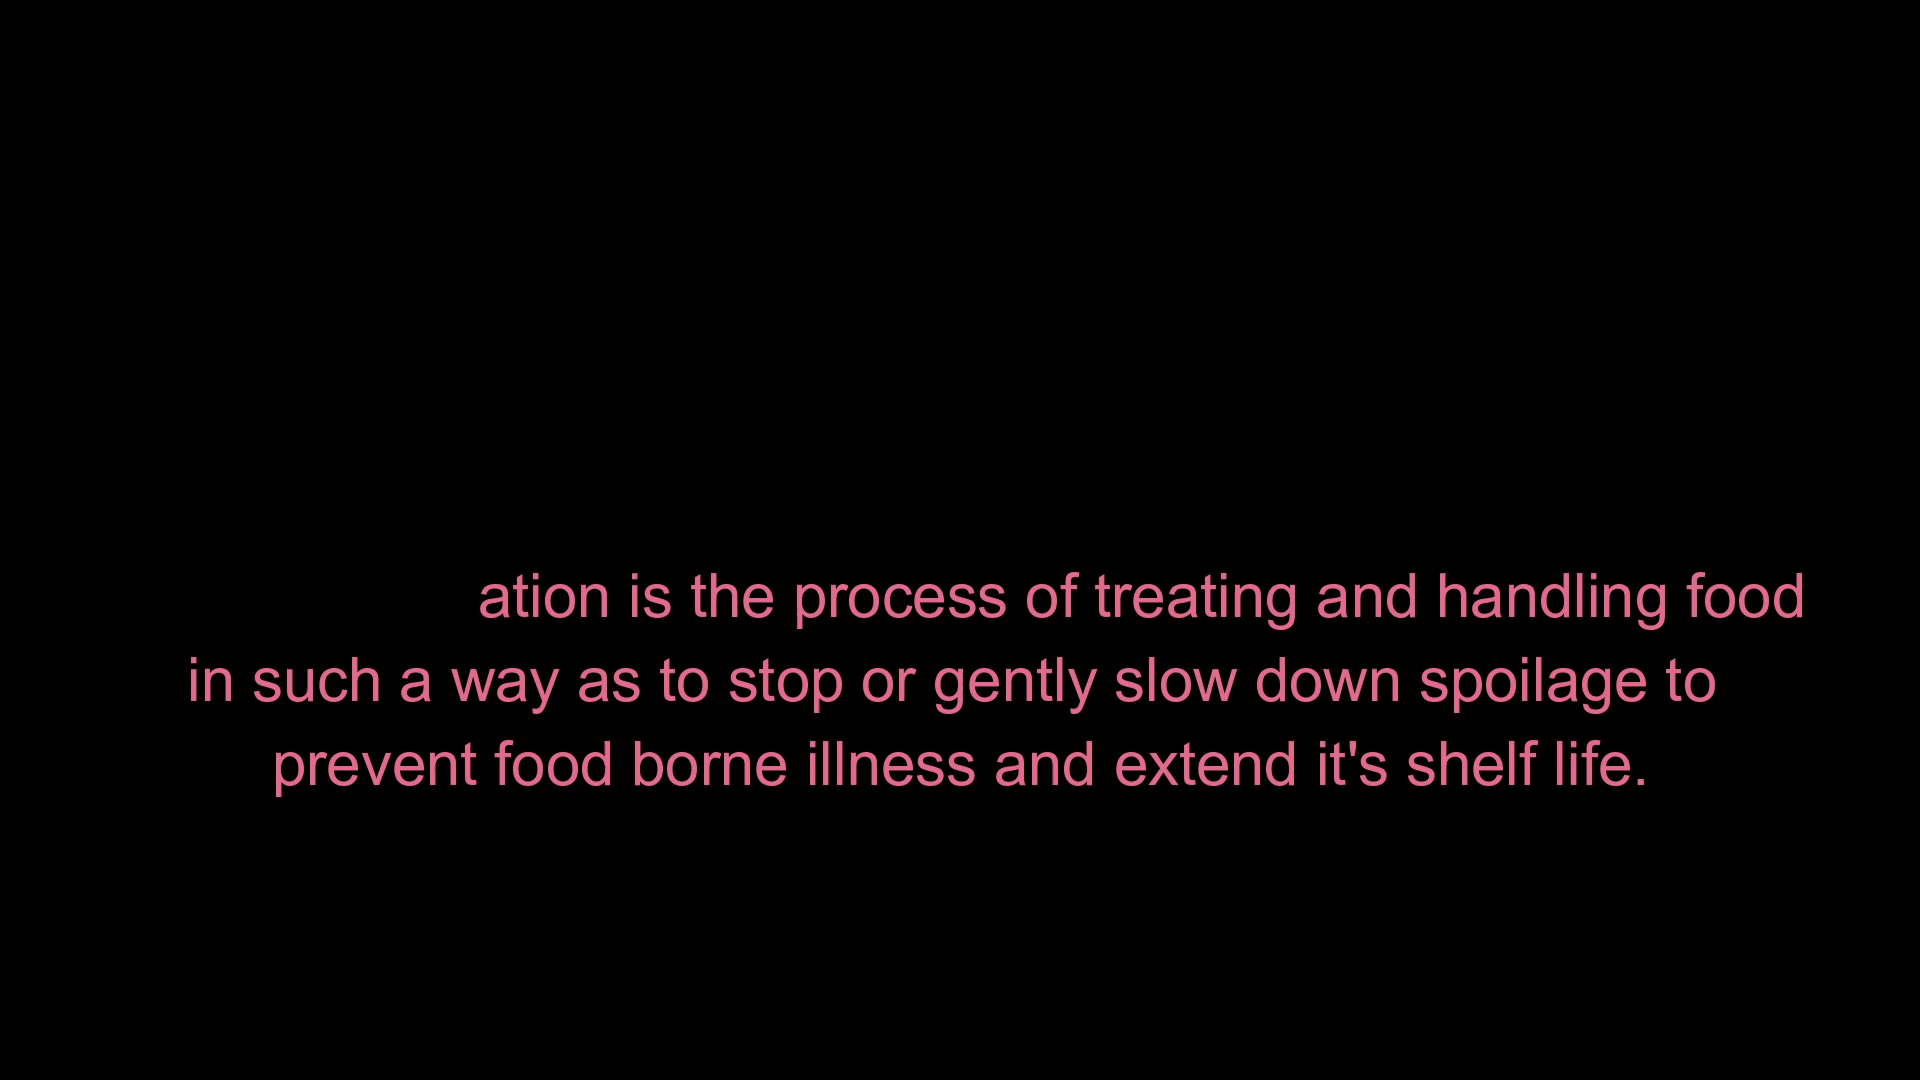 ation is the process of treating and handling food
in such a way as to stop or gently slow down spoilage to
prevent food borne illness and extend it's shelf life.